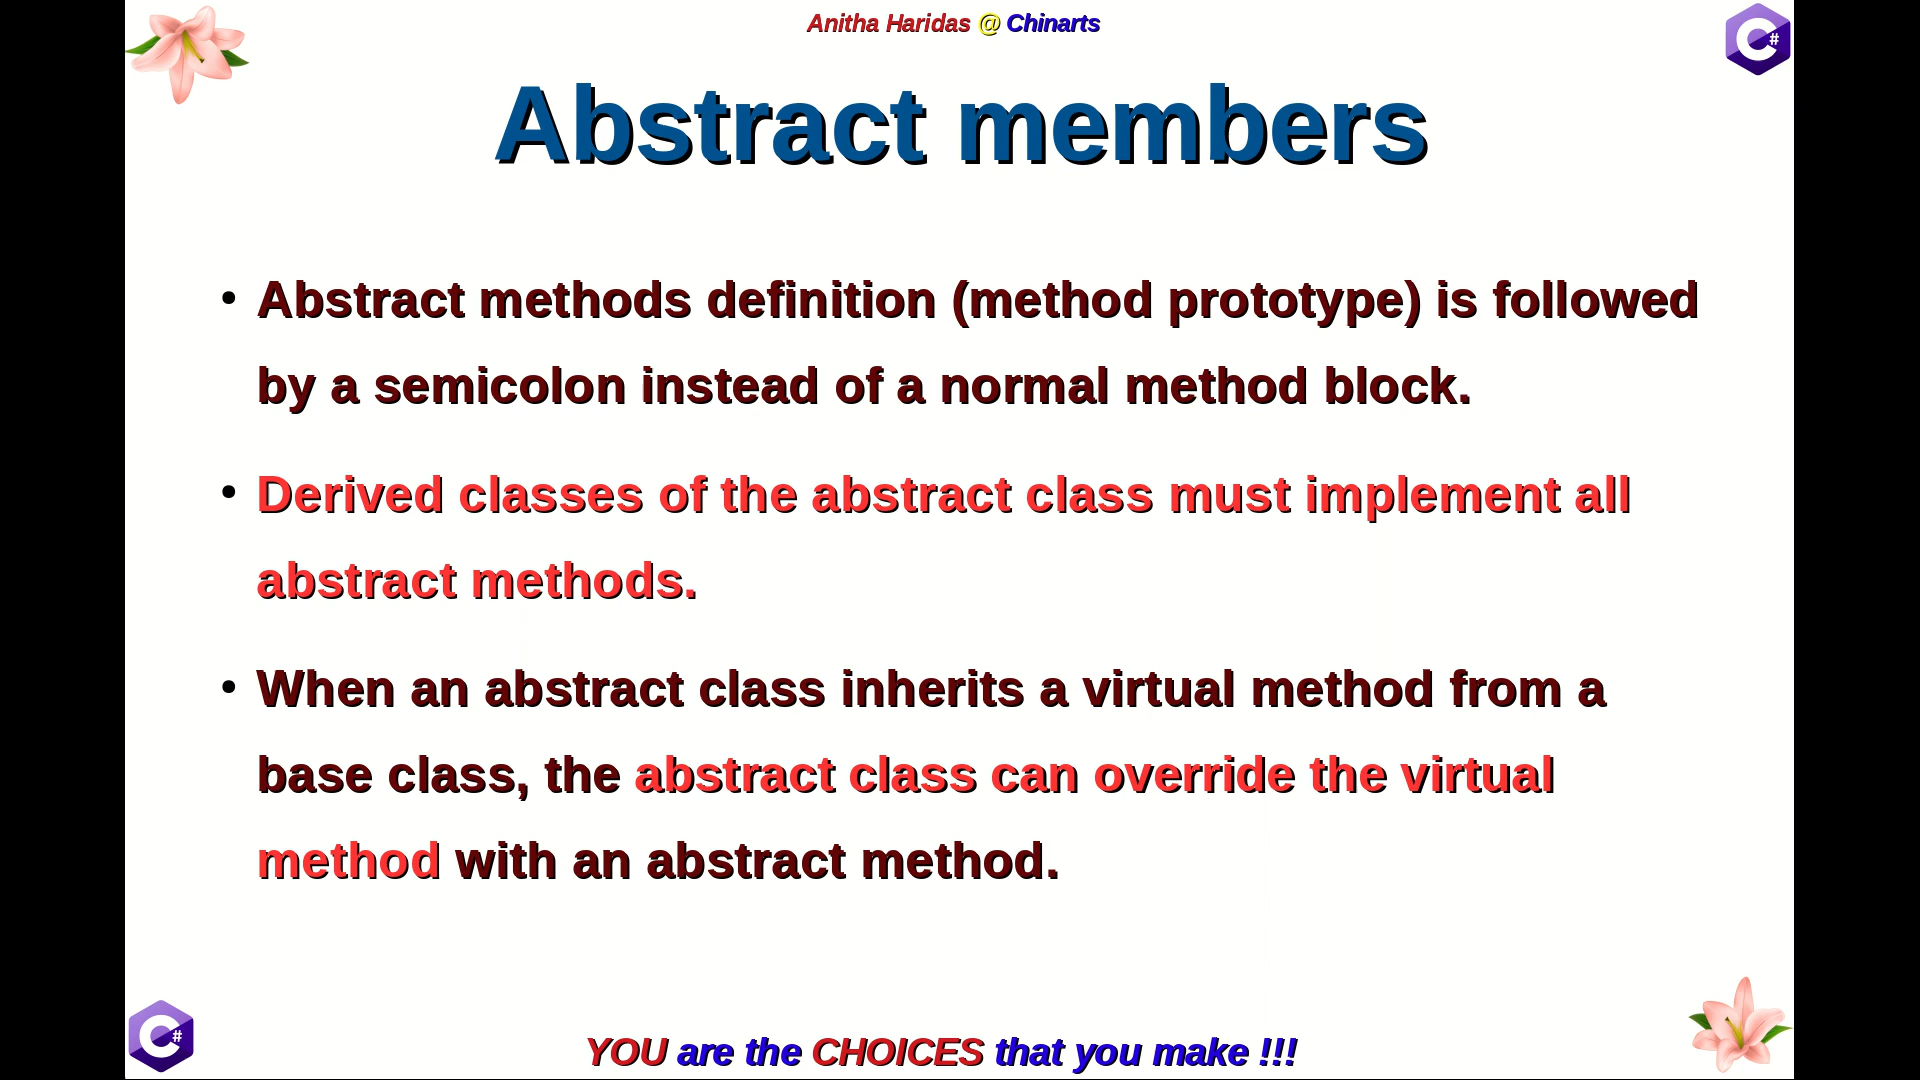 Anitha Haridas @ Chinarts
C#
Abstract members
• Abstract methods definition (method prototype) is followed
by a semicolon instead of a normal method block.
• Derived classes of the abstract class must implement all
abstract methods.
• When an abstract class inherits a virtual method from a
base class, the abstract class can override the virtual
method with an abstract method.
C#
YOU are the CHOICES that you make !!!